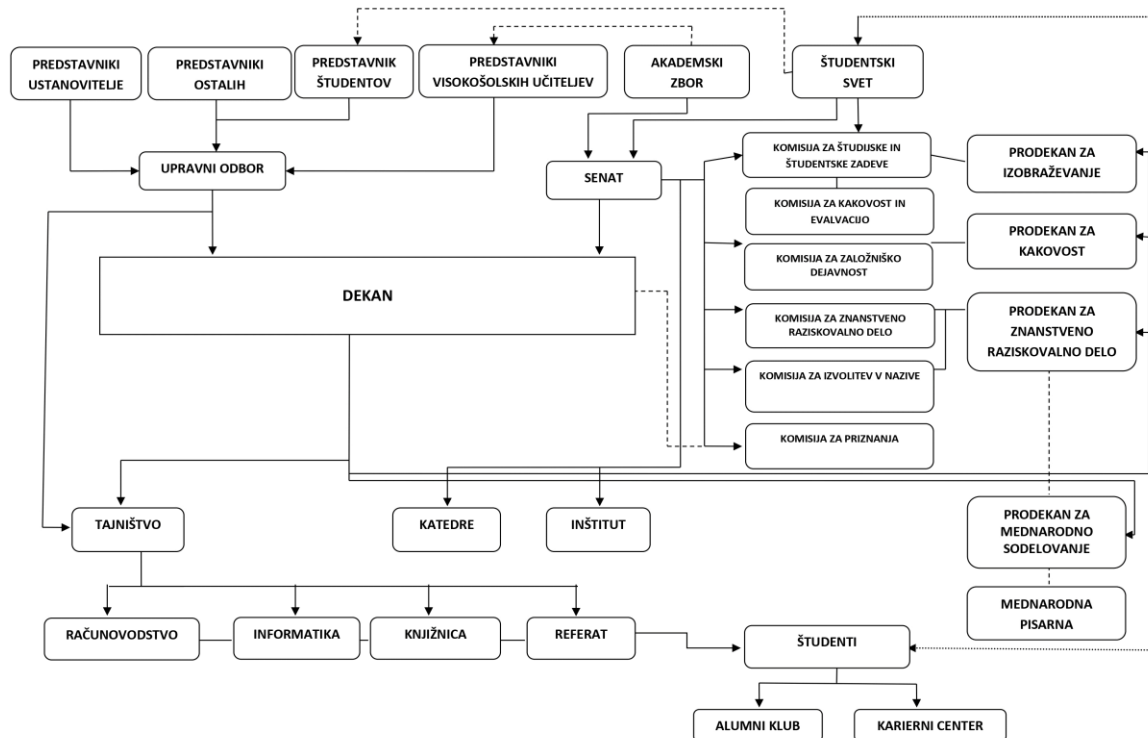 PREDSTAVNIKI
USTANOVITELJE
PREDSTAVNIKI
OSTALIH
PREDSTAVNIK
ŠTUDENTOV
PREDSTAVNIKI
VISOKOŠOLSKIH UČITELJEV
AKADEMSKI
ZBOR
ŠTUDENTSKI
SVET
UPRAVNI ODBOR
SENAT
KOMISIJA ZA ŠTUDIJSKE IN
ŠTUDENTSKE ZADEVE
PRODEKAN ZA
IZOBRAŽEVANJE
KOMISIJA ZA KAKOVOST IN
EVALVACIJO
KOMISIJA ZA ZALOŽNIŠKO
DEJAVNOST
PRODEKAN ZA
KAKOVOST
DEKAN
KOMISIJA ZA ZNANSTVENO
RAZISKOVALNO DELO
PRODEKAN ZA
ZNANSTVENO
RAZISKOVALNO DELO
KOMISIJA ZA IZVOLITEV V NAZIVE
KOMISIJA ZA PRIZNANJA
TAJNIŠTVO
KATEDRE
INŠTITUT
PRODEKAN ZA
MEDNARODNO
SODELOVANJE
RAČUNOVODSTVO
INFORMATIKA
KNJIŽNICA
REFERAT
MEDNARODNA
PISARNA
ŠTUDENTI
ALUMNI KLUB
KARIERNI CENTER